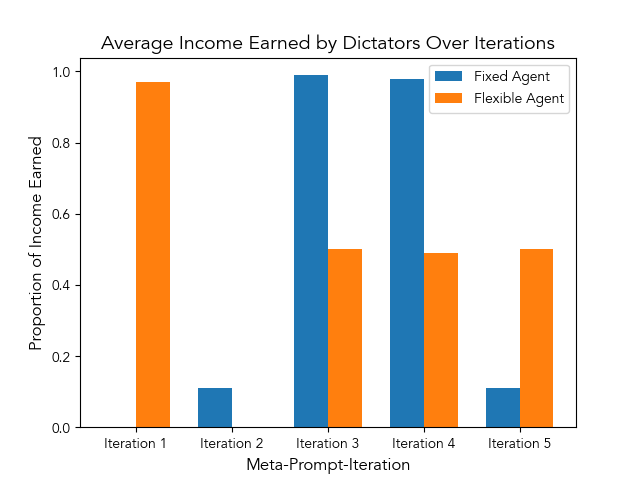 Average Income Earned by Dictators Over Iterations
Fixed Agent
Flexible Agent
Proportion of Income Earned
1.0
0.8
0.6
0.4
0.2
0.0
Iteration 1
Iteration 2
Iteration 3
Iteration 4
Iteration 5
Meta-Prompt-Iteration